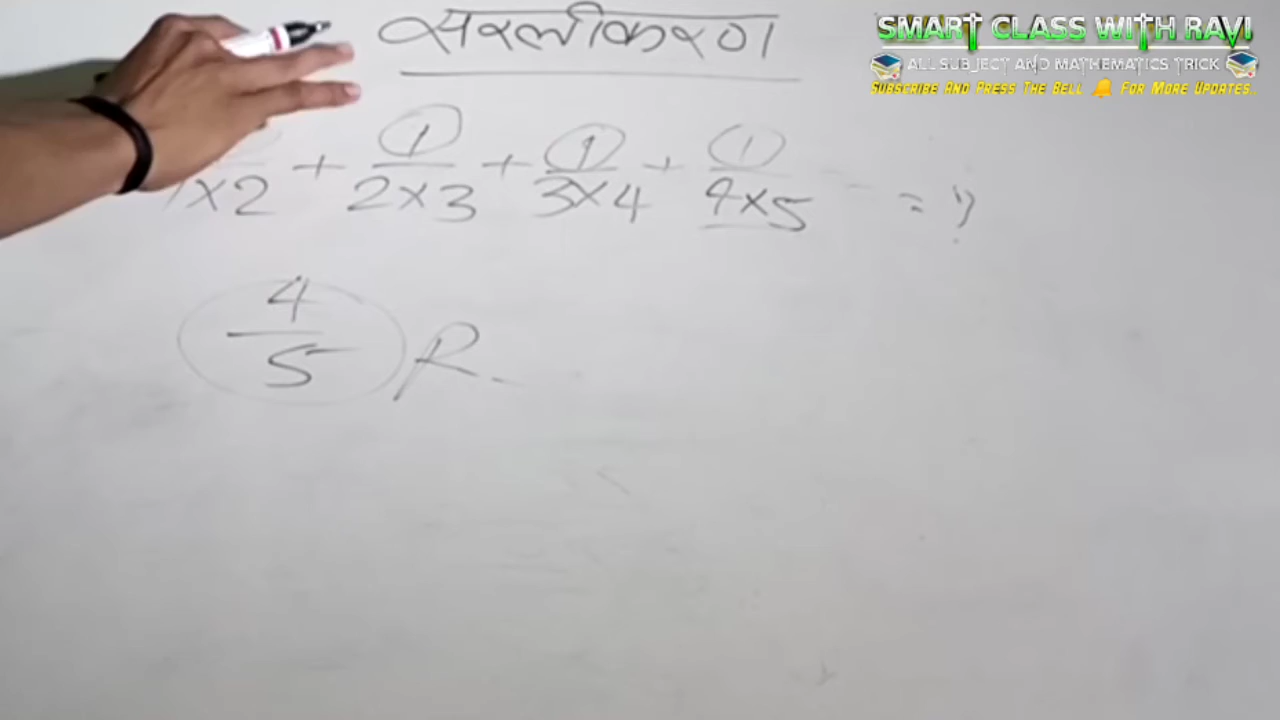 सरलीकरण
SMART CLASS WITH RAVI
ALL SUBJECT AND MATHEMATICS TRICK
SUBSCRIBE AND PRESS THE BELL 🔔 FOR MORE UPDATES..
+ 1 + 1 + 1
1×2 2×3 3×4 4×5 = ?
4
5 R